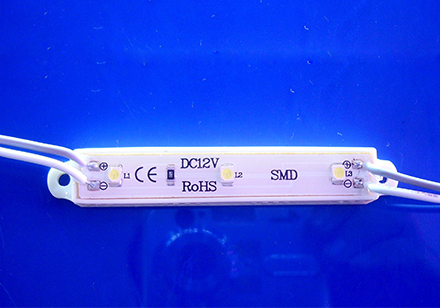 DC12V
RoHS
SMD
CE
L1
L2
L3
+
−
+
−